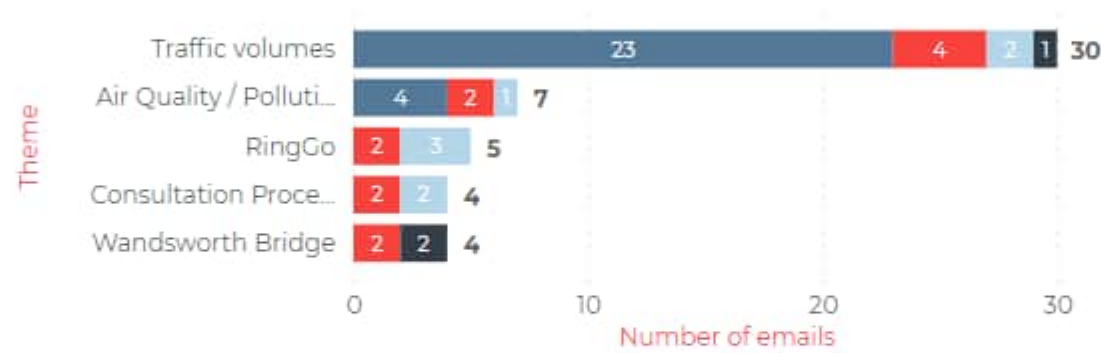 Theme
Traffic volumes 23 4 2 1 30
Air Quality / Polluti... 4 2 1 7
RingGo 2 3 5
Consultation Proce... 2 2 4
Wandsworth Bridge 2 2 4
0 10 20 30
Number of emails